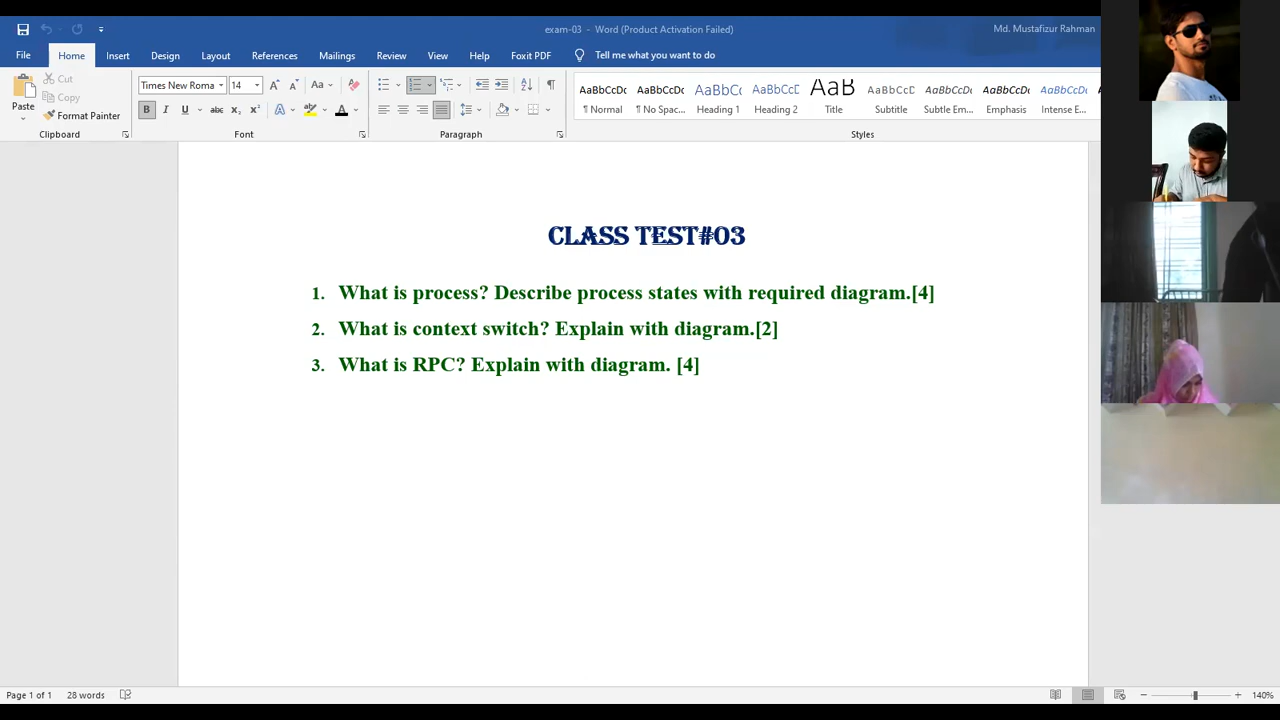 exam-03 - Word (Product Activation Failed)
Md. Mustafizur Rahman
File Home Insert Design Layout References Mailings Review View Help Foxit PDF Tell me what you want to do
Paste
Cut
Copy
Format Painter
Clipboard
Times New Roma 14
Font
Paragraph
AaBbCcDc AaBbCcDc AaBbCc AaBbCcD AaB AaBbCcD AaBbCcDc AaBbCcDc AaBbCcDc
¶ Normal ¶ No Spac... Heading 1 Heading 2 Title Subtitle Subtle Em... Emphasis Intense E...
Styles
CLASS TEST#03
1. What is process? Describe process states with required diagram.[4]
2. What is context switch? Explain with diagram.[2]
3. What is RPC? Explain with diagram. [4]
Page 1 of 1 28 words 140%